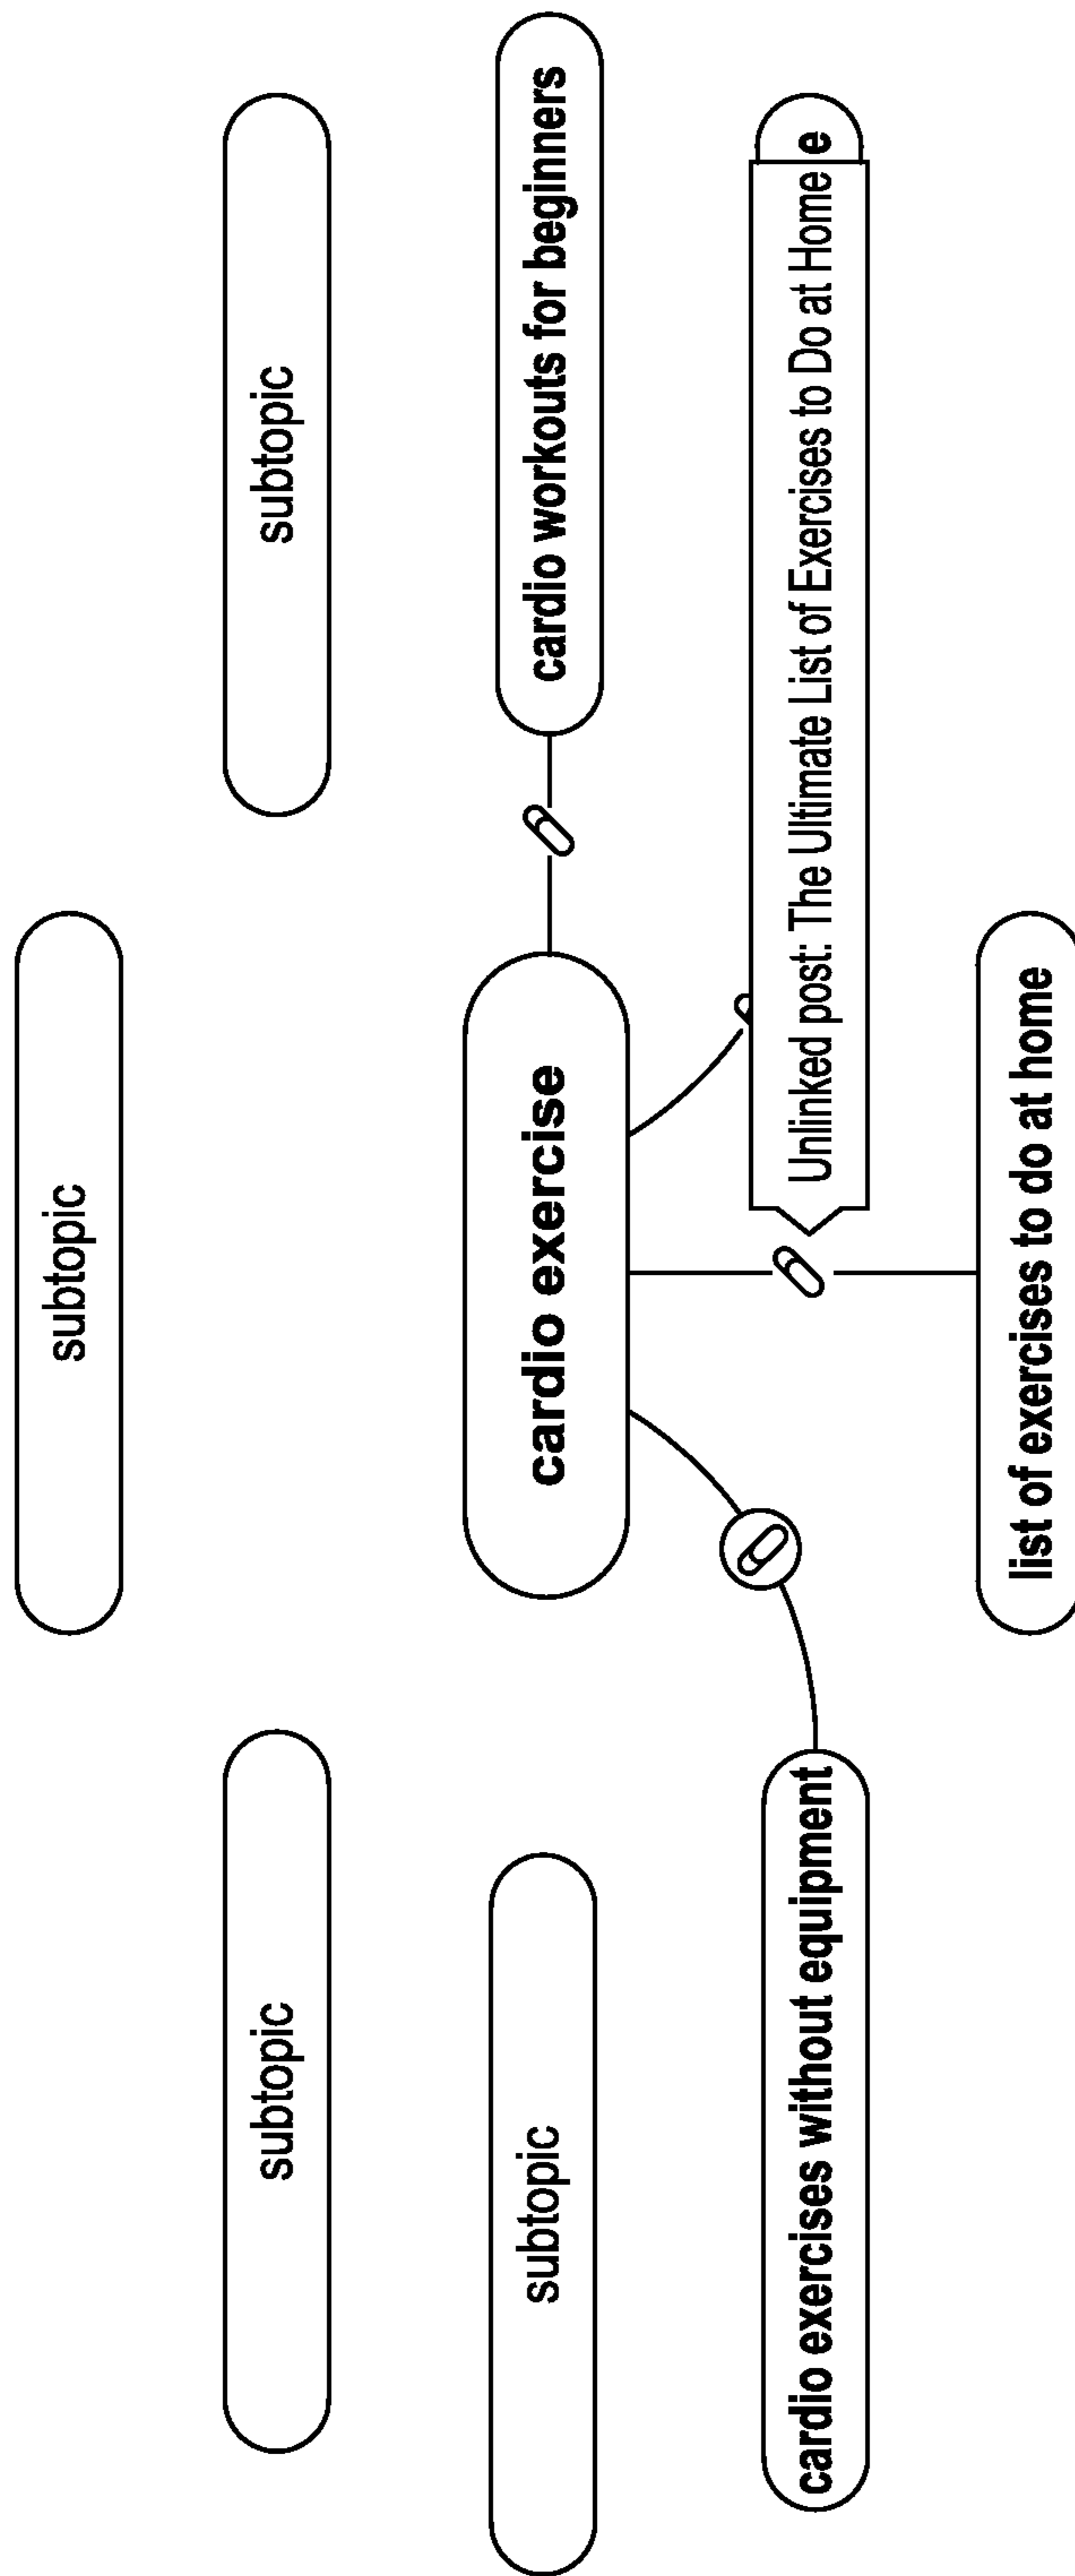 subtopic
subtopic
subtopic
subtopic
cardio exercise
cardio workouts for beginners
cardio exercises without equipment
Unlinked post: The Ultimate List of Exercises to Do at Home
e
list of exercises to do at home